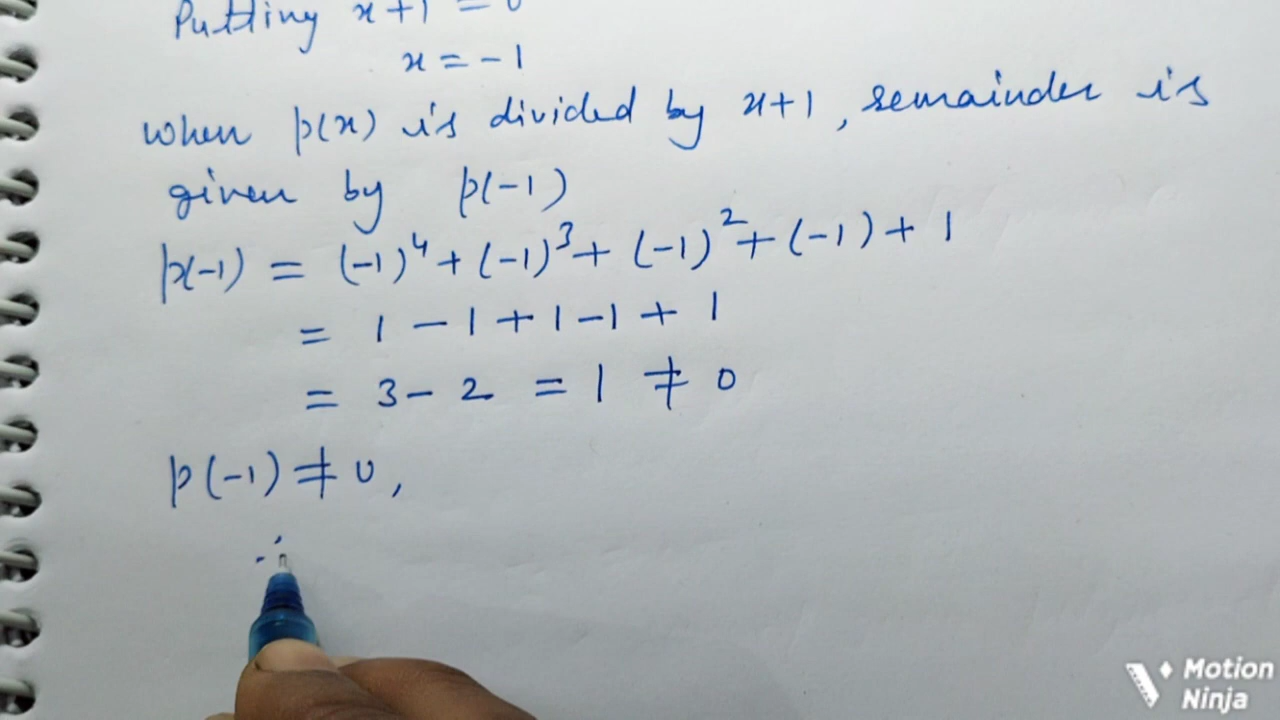 Putting x+1 = 0
x = -1
when p(x) is divided by x+1, remainder is
given by p(-1)
p(-1) = (-1)⁴ + (-1)³ + (-1)² + (-1) + 1
= 1 - 1 + 1 - 1 + 1
= 3 - 2 = 1 ≠ 0
p(-1) ≠ 0,
Motion
Ninja